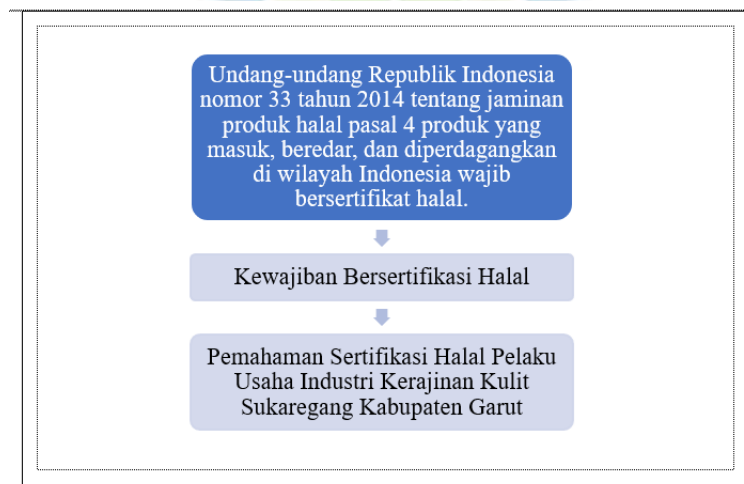 Undang-undang Republik Indonesia
nomor 33 tahun 2014 tentang jaminan
produk halal pasal 4 produk yang
masuk, beredar, dan diperdagangkan
di wilayah Indonesia wajib
bersertifikat halal.
Kewajiban Bersertifikasi Halal
Pemahaman Sertifikasi Halal Pelaku
Usaha Industri Kerajinan Kulit
Sukaregang Kabupaten Garut